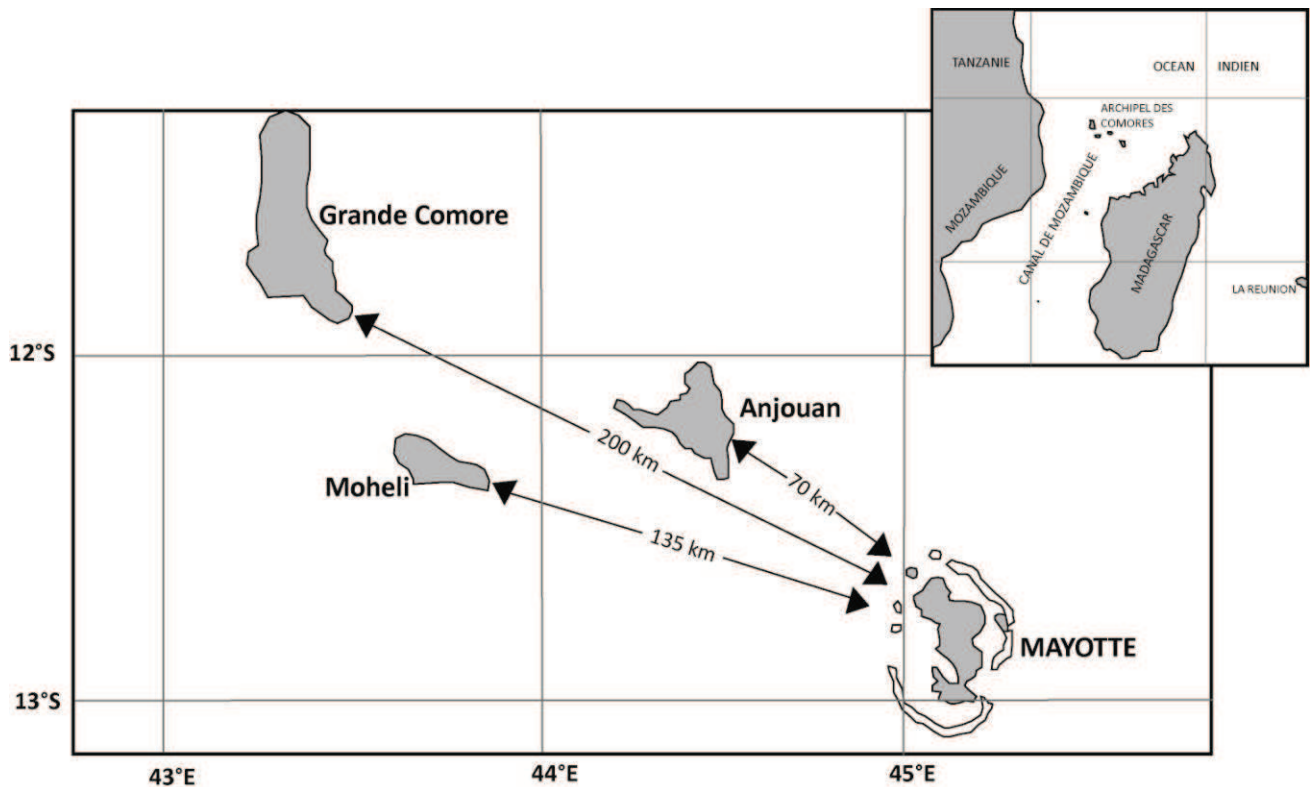 TANZANIE
OCEAN INDIEN
ARCHIPEL DES
COMORES
MOZAMBIQUE
CANAL DE MOZAMBIQUE
MADAGASCAR
LA REUNION
Grande Comore
12°S
Anjouan
200 km
70 km
Moheli
135 km
MAYOTTE
13°S
43°E
44°E
45°E